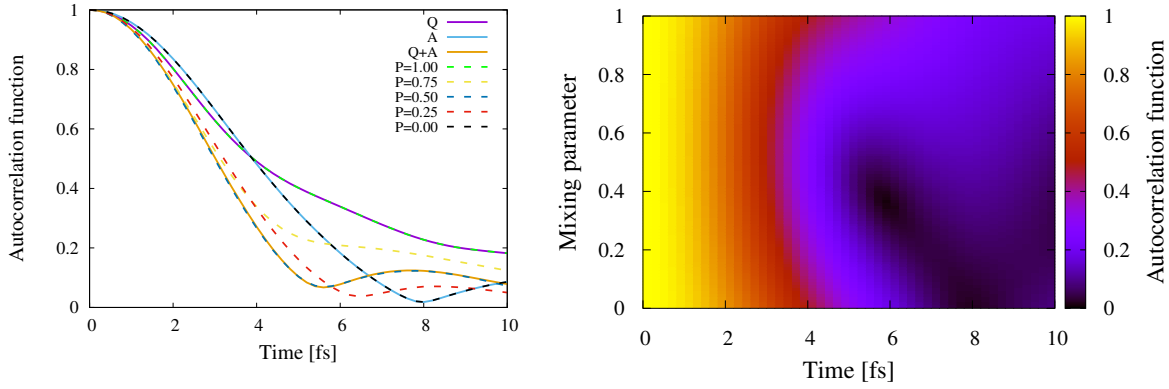 Autocorelation function
1
0.8
0.6
0.4
0.2
0
0 2 4 6 8 10
Time [fs]
Q
A
Q+A
P=1.00
P=0.75
P=0.50
P=0.25
P=0.00
Mixing parameter
1
0.8
0.6
0.4
0.2
0
0 2 4 6 8 10
Time [fs]
1
0.8
0.6
0.4
0.2
0
Autocorrelation function